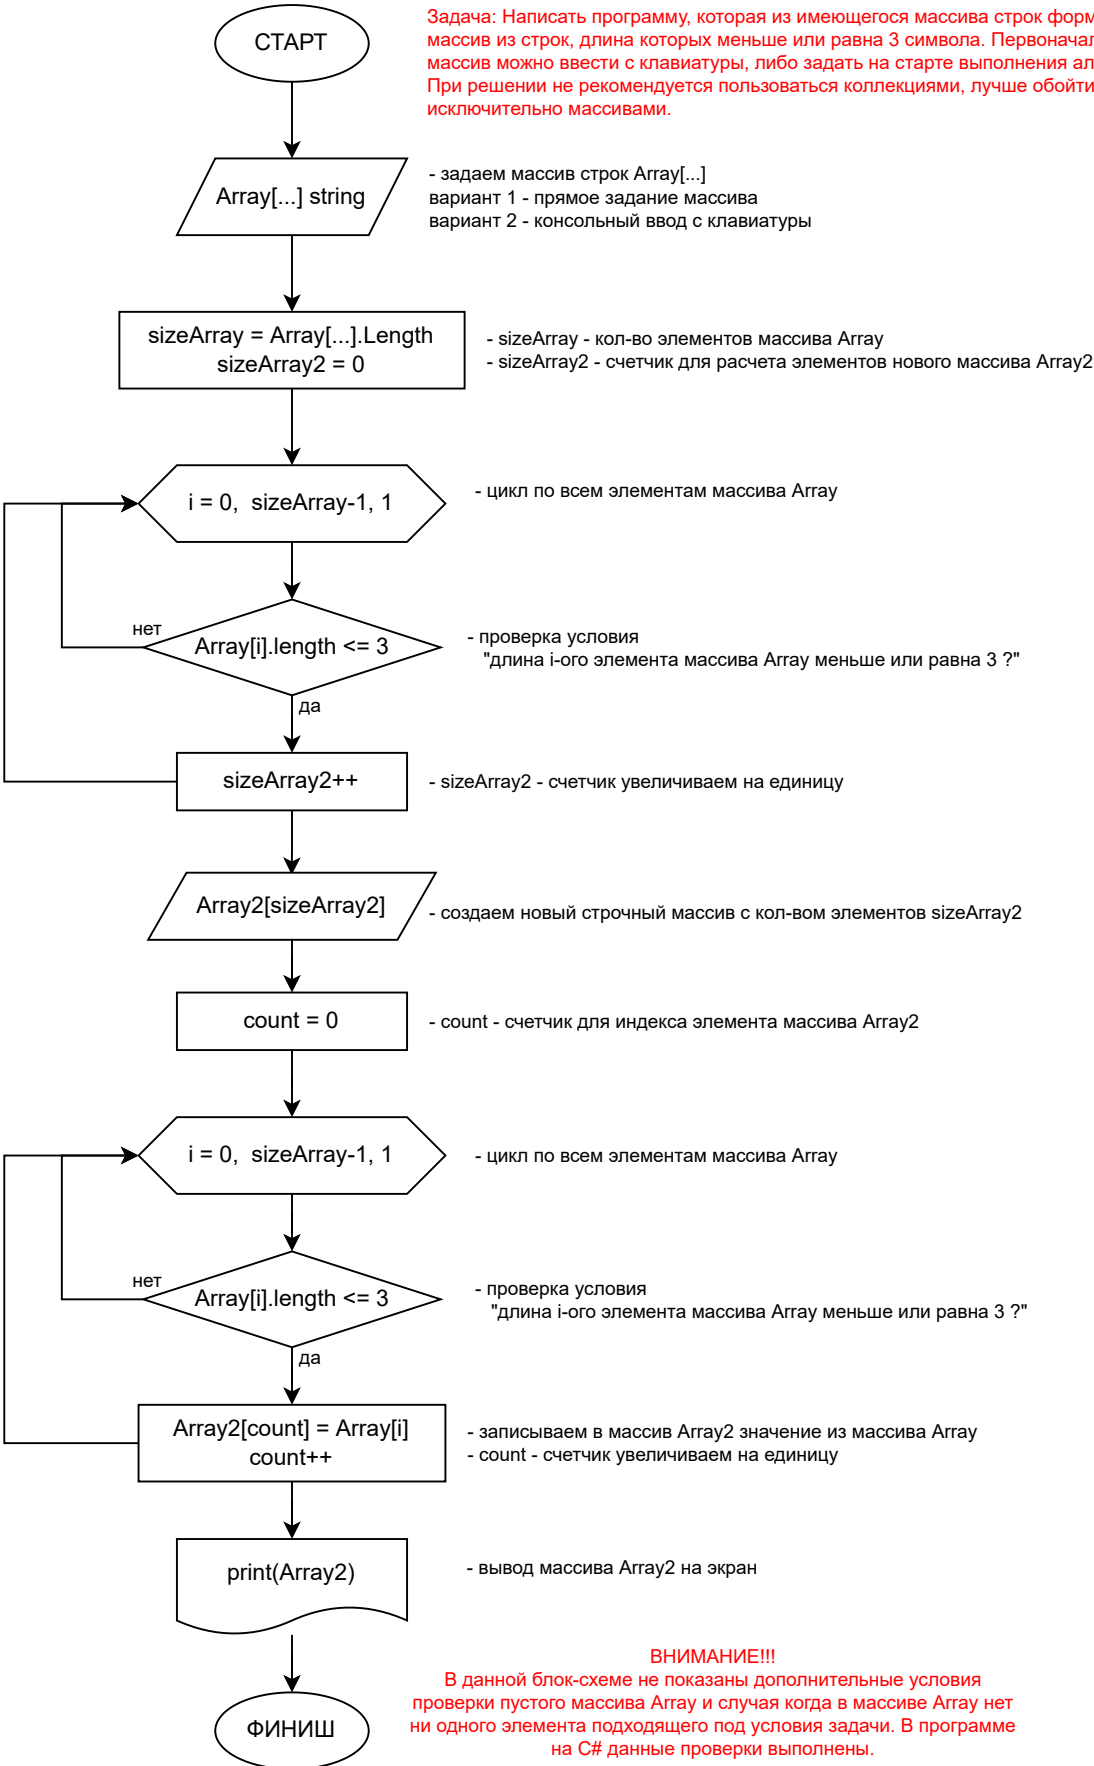 СТАРТ
Задача: Написать программу, которая из имеющегося массива строк
массив из строк, длина которых меньше или равна 3 символа.
массив можно ввести с клавиатуры, либо задать на старте выполнения
При решении не рекомендуется пользоваться коллекциями, лучше
исключительно массивами.
Array[...] string
- задаем массив строк Array[...]
вариант 1 - прямое задание массива
вариант 2 - консольный ввод с клавиатуры
sizeArray = Array[...].Length
sizeArray2 = 0
- sizeArray - кол-во элементов массива Array
- sizeArray2 - счетчик для расчета элементов нового массива Array2
i = 0, sizeArray-1, 1
- цикл по всем элементам массива Array
нет
Array[i].length <= 3
- проверка условия
"длина i-ого элемента массива Array меньше или равна 3 ?"
да
sizeArray2++
- sizeArray2 - счетчик увеличиваем на единицу
Array2[sizeArray2]
- создаем новый строчный массив с кол-вом элементов sizeArray2
count = 0
- count - счетчик для индекса элемента массива Array2
i = 0, sizeArray-1, 1
- цикл по всем элементам массива Array
нет
Array[i].length <= 3
- проверка условия
"длина i-ого элемента массива Array меньше или равна 3 ?"
да
Array2[count] = Array[i]
count++
- записываем в массив Array2 значение из массива Array
- count - счетчик увеличиваем на единицу
print(Array2)
- вывод массива Array2 на экран
ВНИМАНИЕ!!!
В данной блок-схеме не показаны дополнительные условия
проверки пустого массива Array и случая когда в массиве Array нет
ни одного элемента подходящего под условия задачи. В программе
на C# данные проверки выполнены.
ФИНИШ